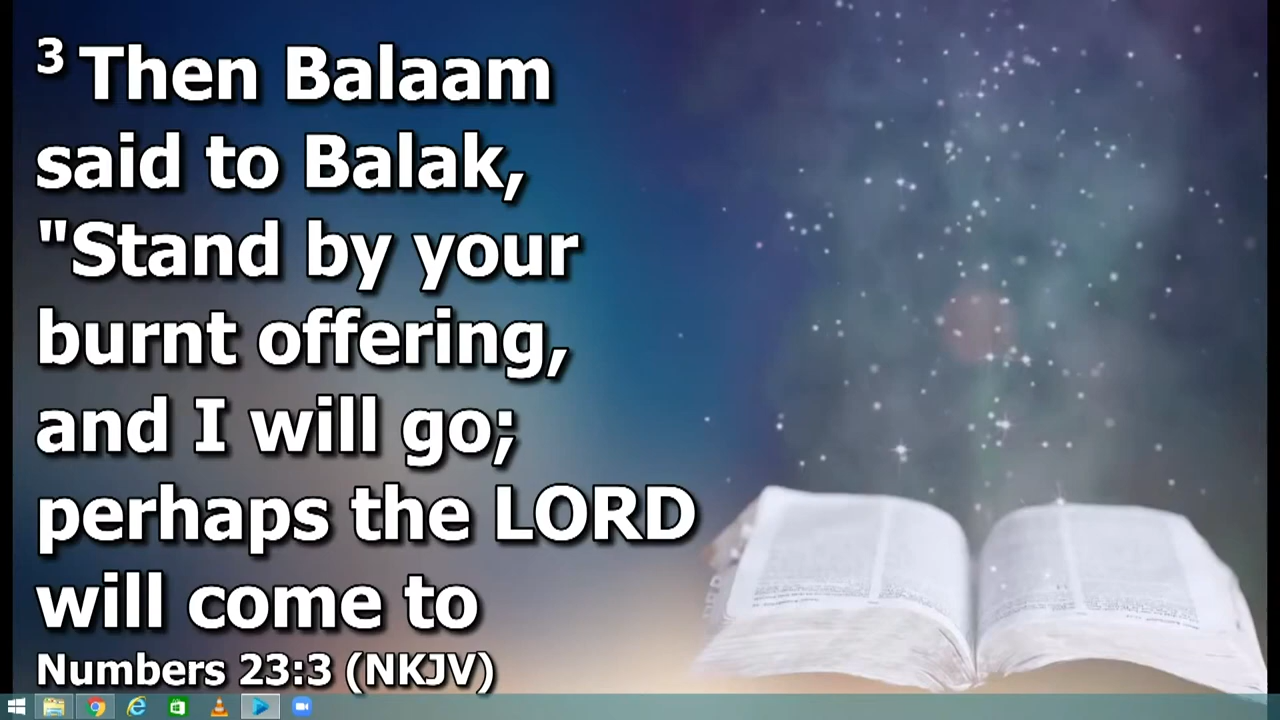 3 Then Balaam
said to Balak,
"Stand by your
burnt offering,
and I will go;
perhaps the LORD
will come to
Numbers 23:3 (NKJV)